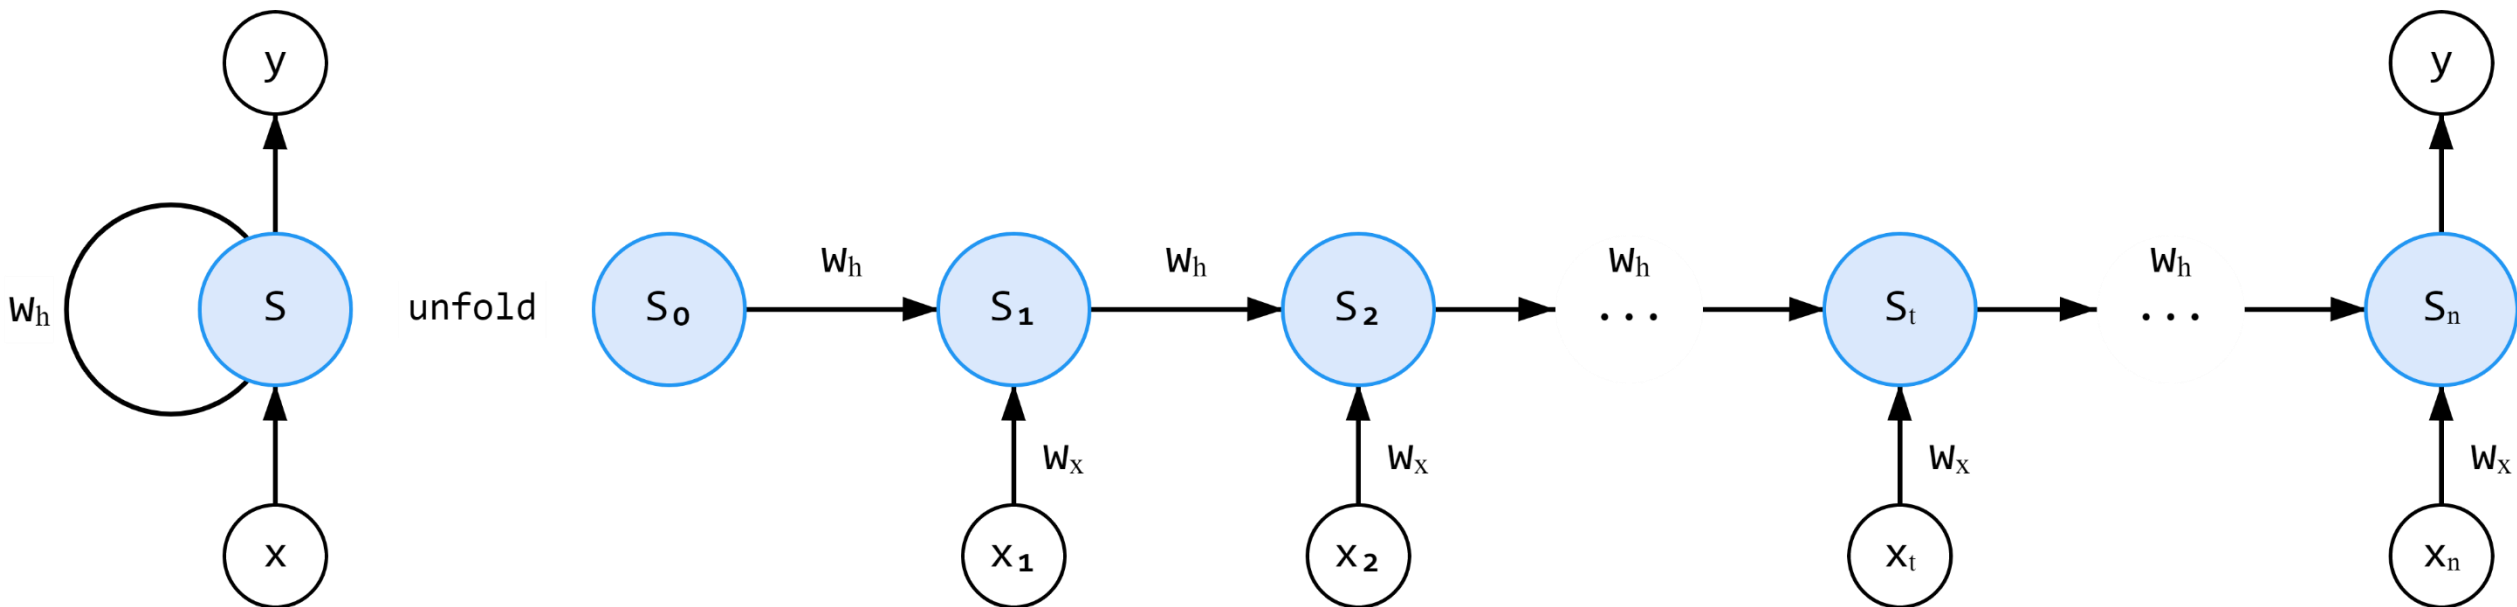 y y
Wh Wh Wh Wh
Wh S unfold S0 S1 S2 ... St ... Sn
Wx Wx Wx Wx
x x1 x2 xt xn